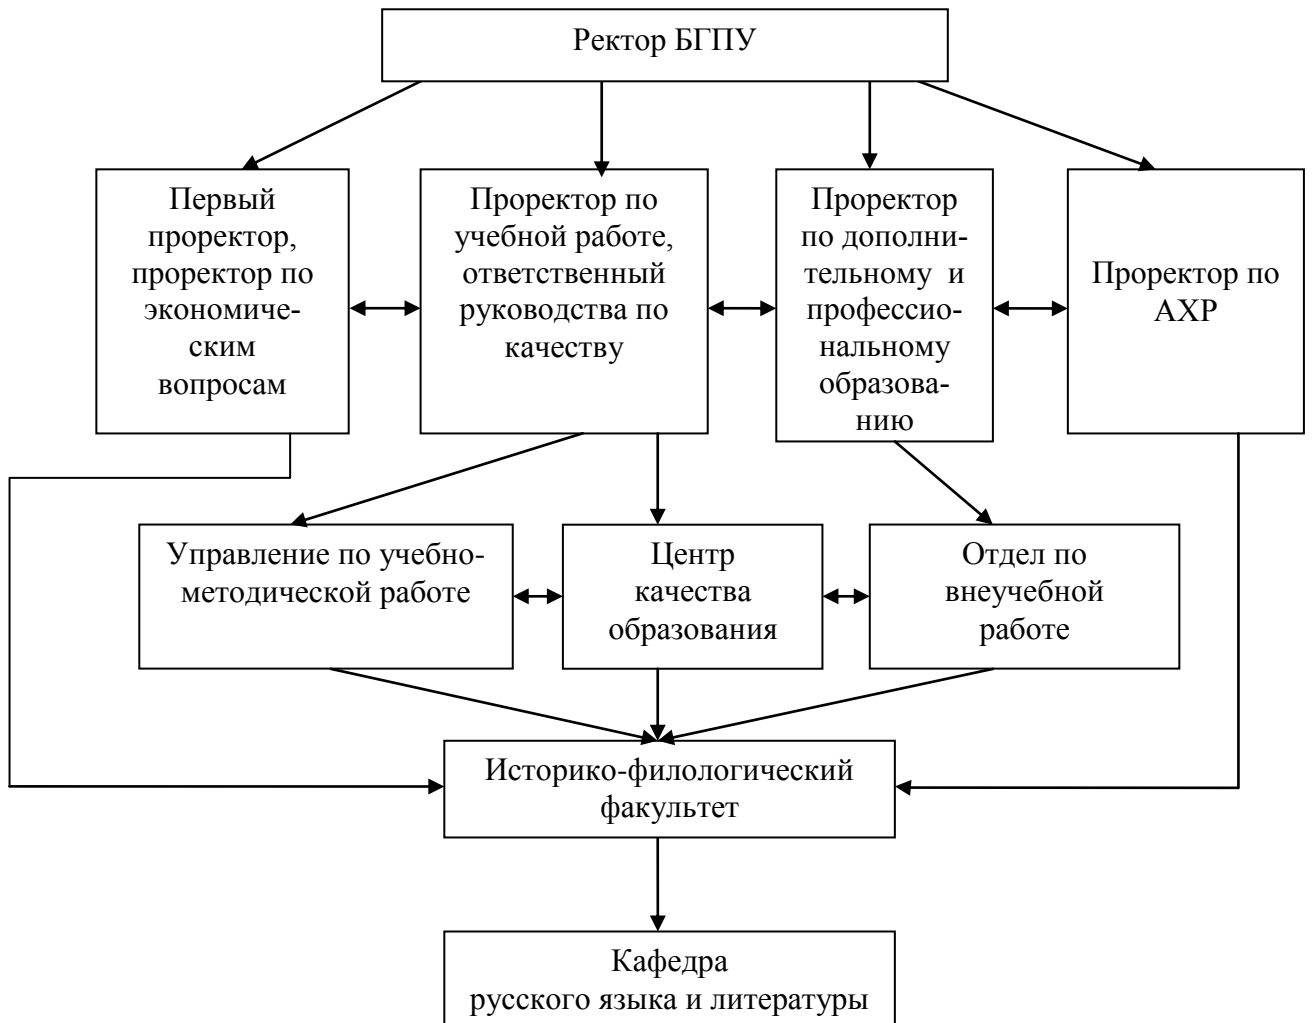 Ректор БГПУ
Первый
проректор,
проректор по
экономиче-
ским
вопросам
Проректор по
учебной работе,
ответственный
руководства по
качеству
Проректор
по дополни-
тельному и
профессио-
нальному
образова-
нию
Проректор по
АХР
Управление по учебно-
методической работе
Центр
качества
образования
Отдел по
внеучебной
работе
Историко-филологический
факультет
Кафедра
русского языка и литературы